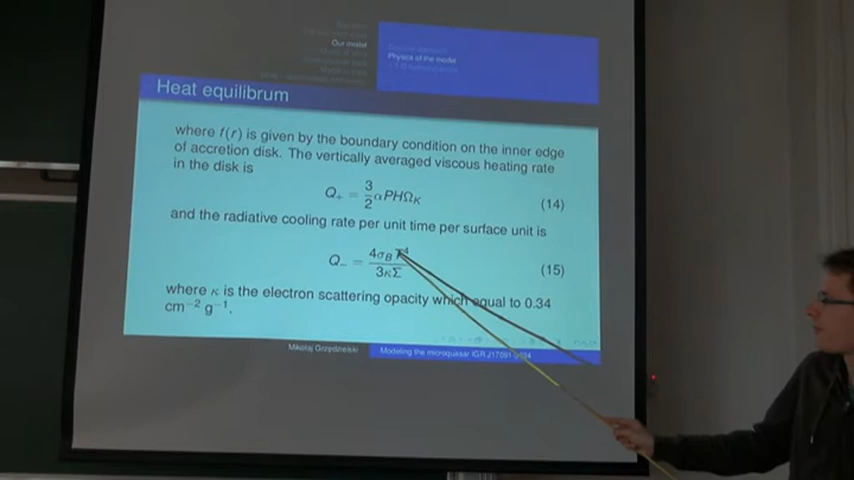 Our model
Physics of the model
Heat equilibrum
where f(r) is given by the boundary condition on the inner edge
of accretion disk. The vertically averaged viscous heating rate
in the disk is
Q₊ = 3/2 αPHΩ_K (14)
and the radiative cooling rate per unit time per surface unit is
Q₋ = 4σ_B T⁴ / 3κΣ (15)
where κ is the electron scattering opacity which equal to 0.34
cm⁻² g⁻¹.
Mikołaj Grzędzielski Modeling the microquasar IGR J17091-